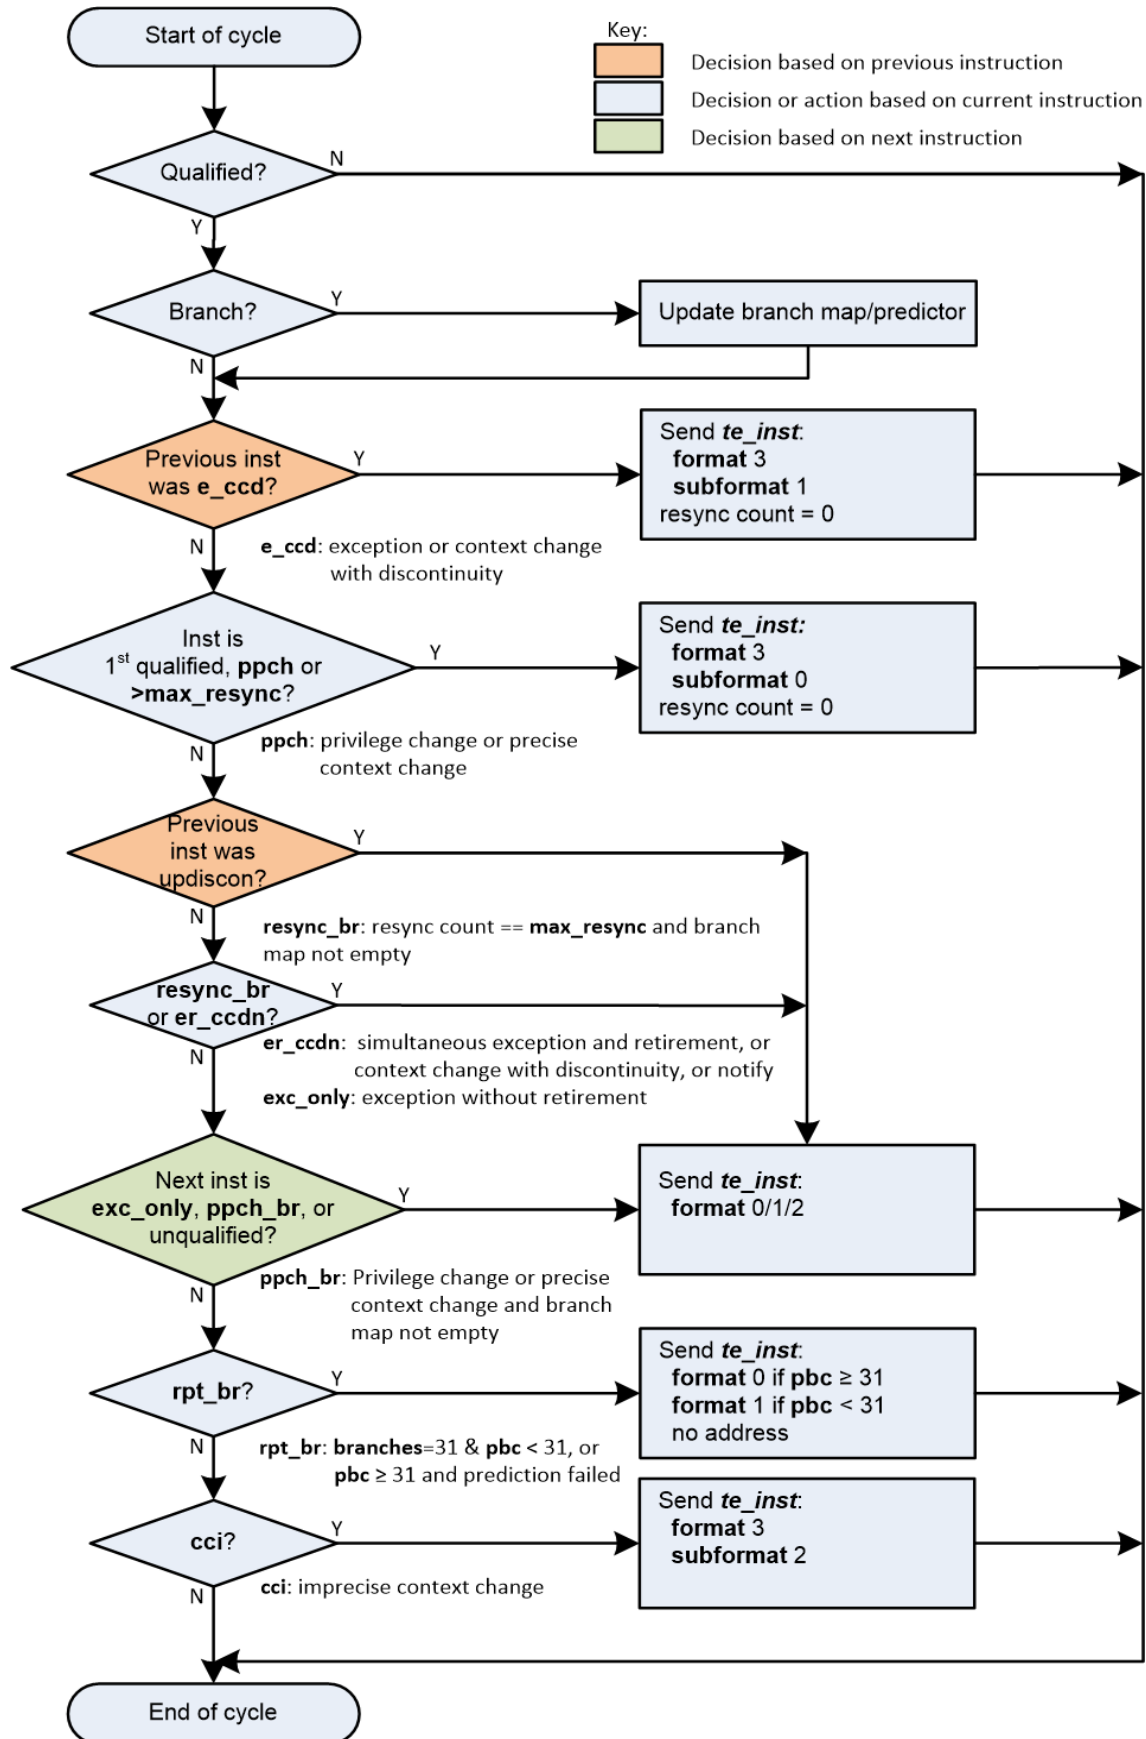 Start of cycle
Key:
Decision based on previous instruction
Decision or action based on current instruction
Decision based on next instruction
Qualified?
N
Y
Branch?
Y
Update branch map/predictor
N
Previous inst
was e_ccd?
Y
Send te_inst:
format 3
subformat 1
resync count = 0
N
e_ccd: exception or context change
with discontinuity
Inst is
1st qualified, ppch or
>max_resync?
Y
Send te_inst:
format 3
subformat 0
resync count = 0
N
ppch: privilege change or precise
context change
Previous
inst was
updiscon?
Y
N
resync_br: resync count == max_resync and branch
map not empty
resync_br
or er_ccdn?
Y
N
er_ccdn: simultaneous exception and retirement, or
context change with discontinuity, or notify
exc_only: exception without retirement
Next inst is
exc_only, ppch_br, or
unqualified?
Y
Send te_inst:
format 0/1/2
N
ppch_br: Privilege change or precise
context change and branch
map not empty
rpt_br?
Y
Send te_inst:
format 0 if pbc ≥ 31
format 1 if pbc < 31
no address
N
rpt_br: branches=31 & pbc < 31, or
pbc ≥ 31 and prediction failed
cci?
Y
Send te_inst:
format 3
subformat 2
N
cci: imprecise context change
End of cycle